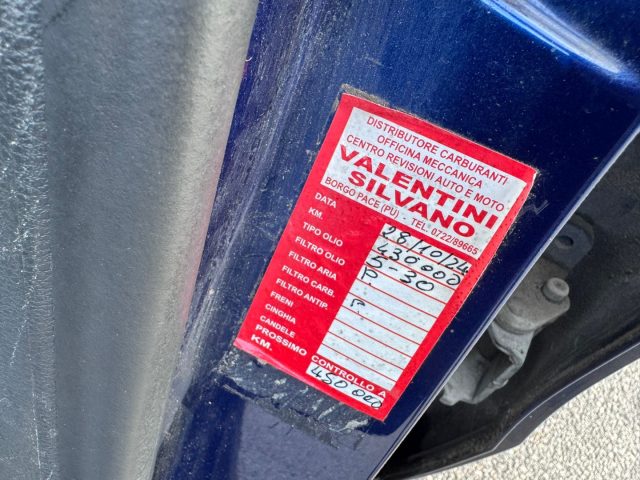 DISTRIBUTORE CARBURANTI
OFFICINA MECCANICA
CENTRO REVISIONI AUTO E MOTO
VALENTINI
SILVANO
BORGO PACE (PU) - TEL. 0722/89665
DATA 28/10/24
KM. 430000
TIPO OLIO 5-30
FILTRO OLIO P.
FILTRO ARIA
FILTRO CARB. P.
FILTRO ANTIP.
FRENI
CINGHIA
CANDELE
PROSSIMO CONTROLLO A
KM. 450000